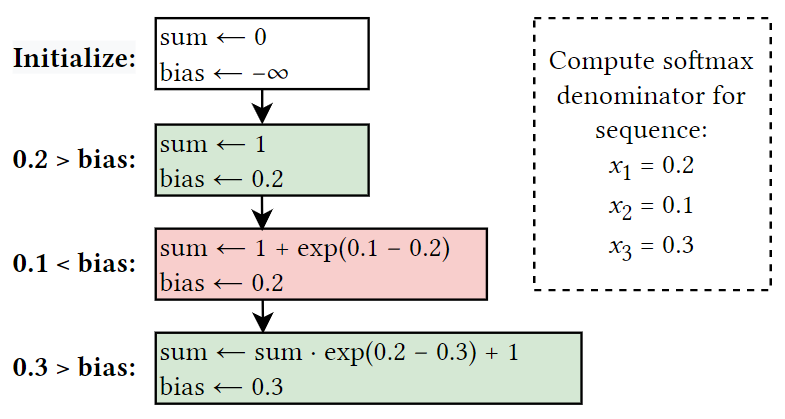 Initialize:
sum ← 0
bias ← −∞
0.2 > bias:
sum ← 1
bias ← 0.2
0.1 < bias:
sum ← 1 + exp(0.1 − 0.2)
bias ← 0.2
0.3 > bias:
sum ← sum · exp(0.2 − 0.3) + 1
bias ← 0.3
Compute softmax
denominator for
sequence:
x₁ = 0.2
x₂ = 0.1
x₃ = 0.3